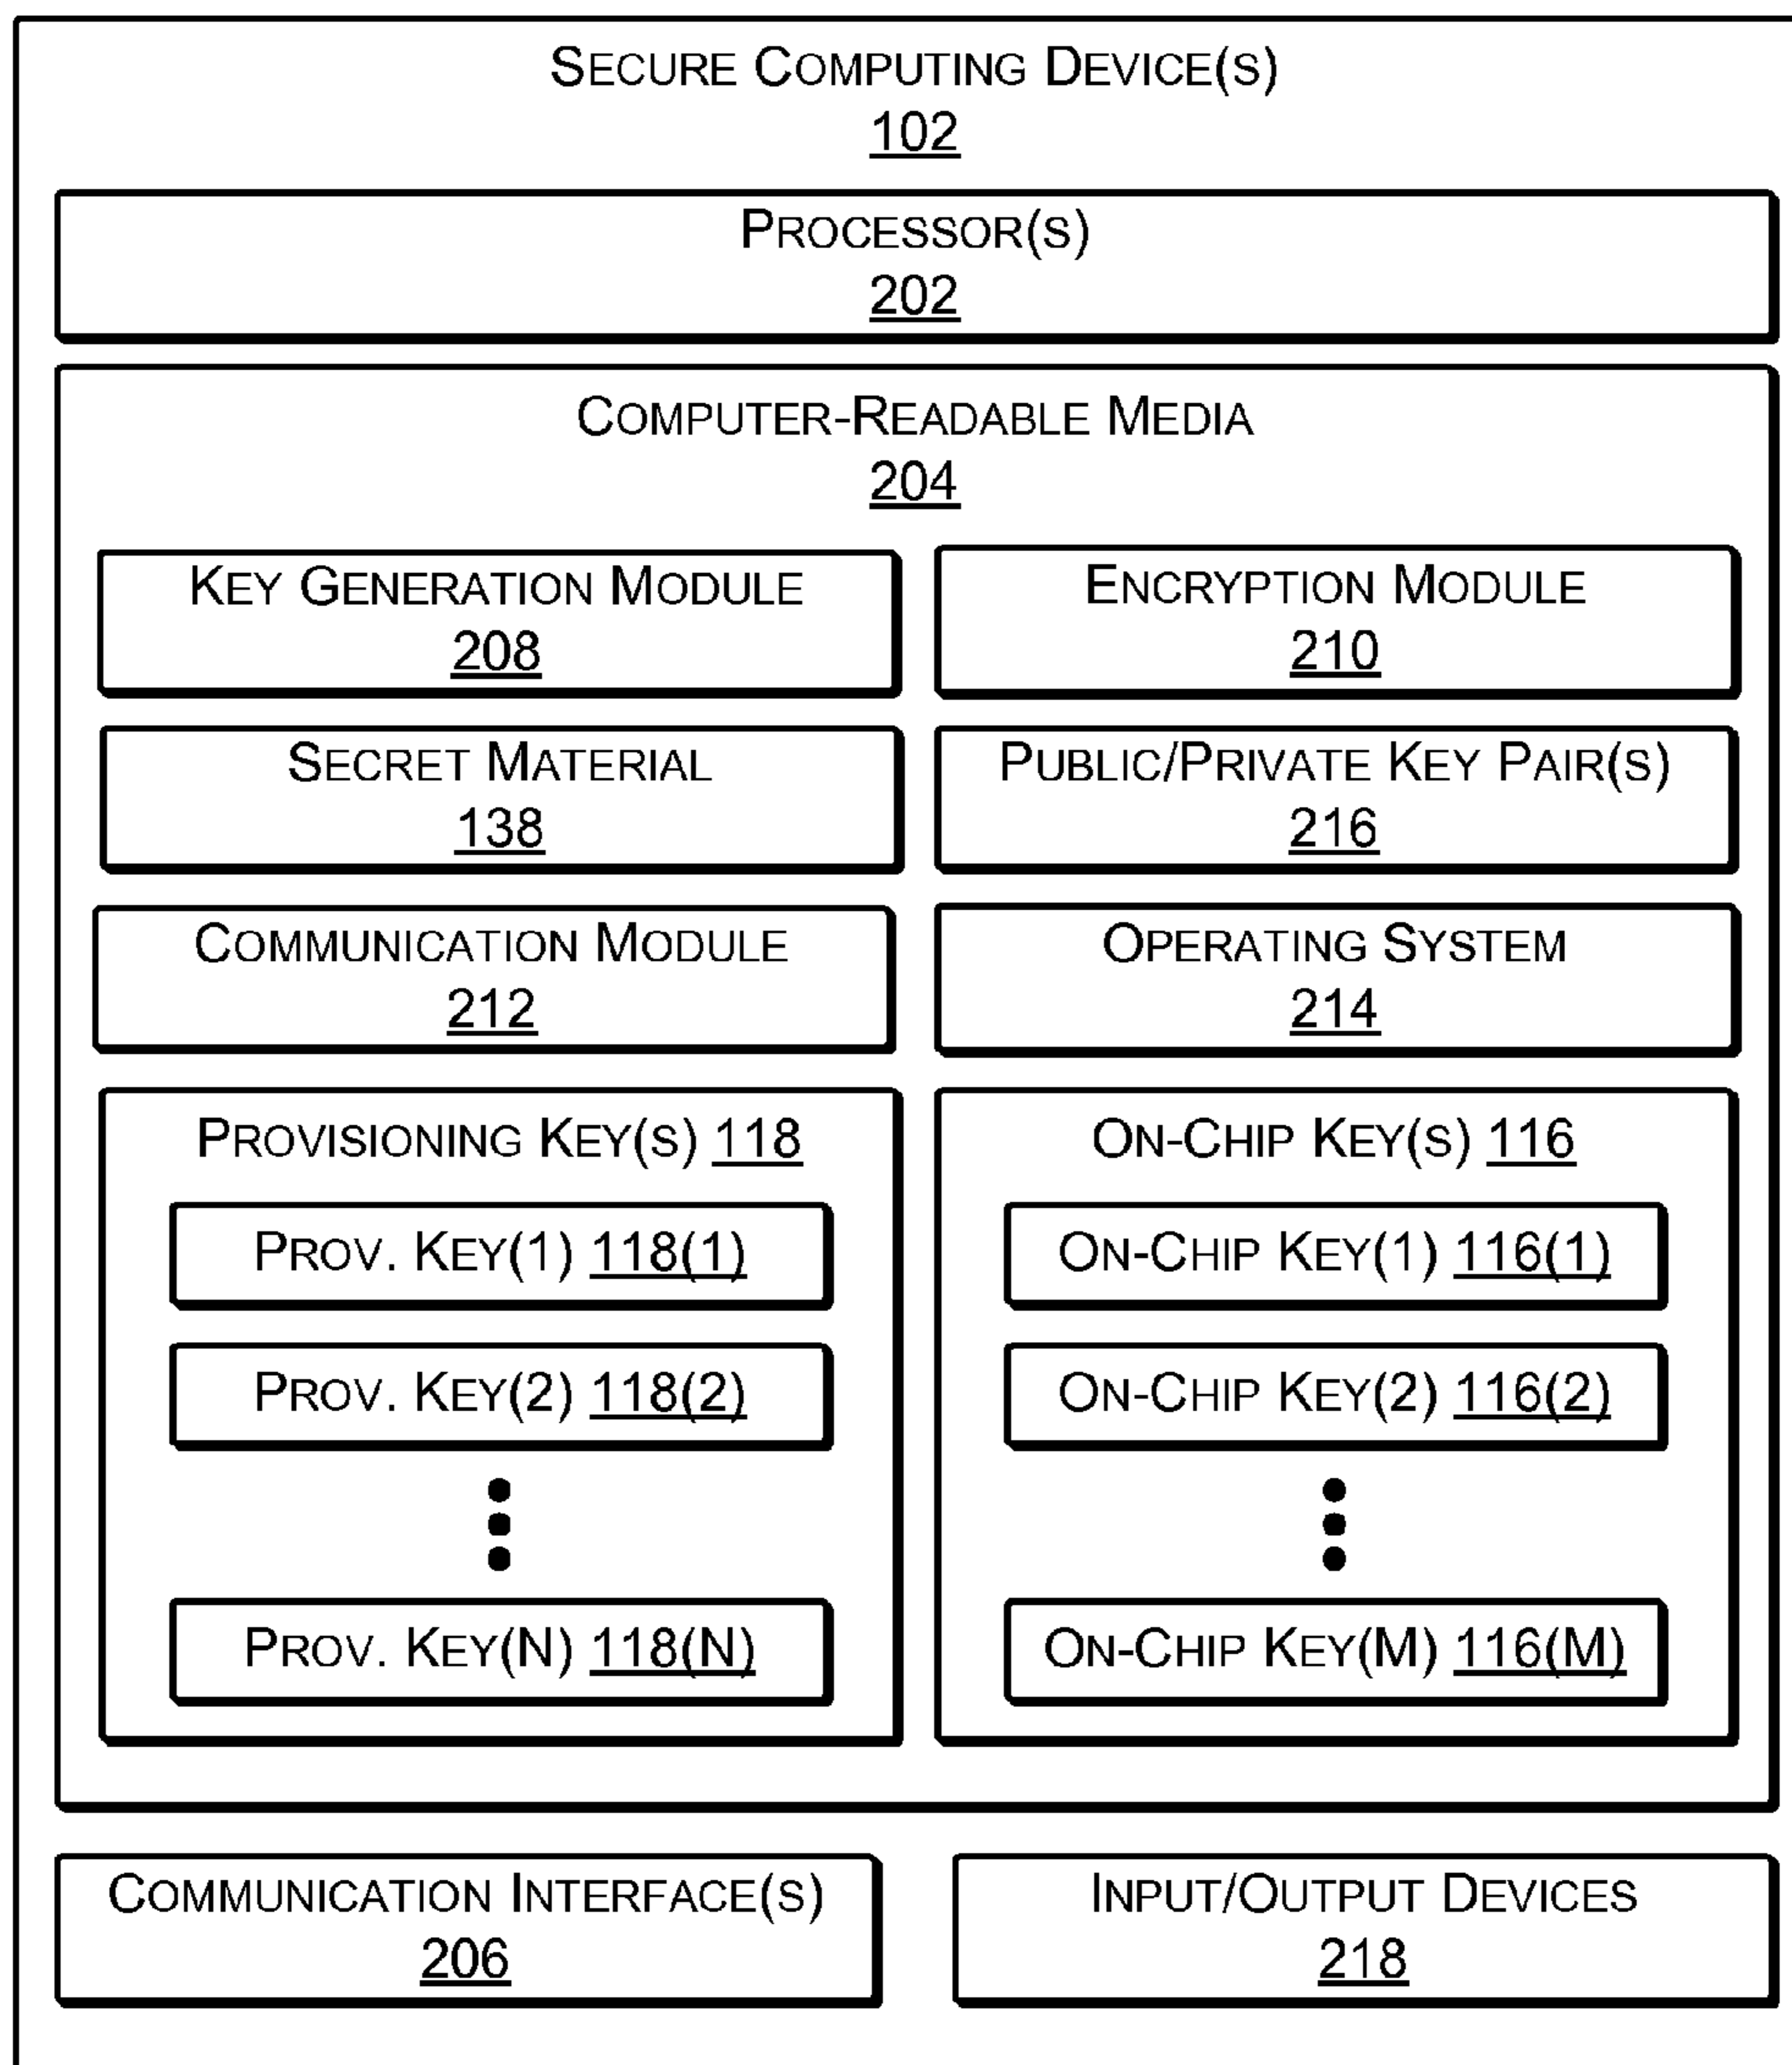 SECURE COMPUTING DEVICE(S)
102
PROCESSOR(S)
202
COMPUTER-READABLE MEDIA
204
KEY GENERATION MODULE
208
ENCRYPTION MODULE
210
SECRET MATERIAL
138
PUBLIC/PRIVATE KEY PAIR(S)
216
COMMUNICATION MODULE
212
OPERATING SYSTEM
214
PROVISIONING KEY(S) 118
PROV. KEY(1) 118(1)
PROV. KEY(2) 118(2)
PROV. KEY(N) 118(N)
ON-CHIP KEY(S) 116
ON-CHIP KEY(1) 116(1)
ON-CHIP KEY(2) 116(2)
ON-CHIP KEY(M) 116(M)
COMMUNICATION INTERFACE(S)
206
INPUT/OUTPUT DEVICES
218